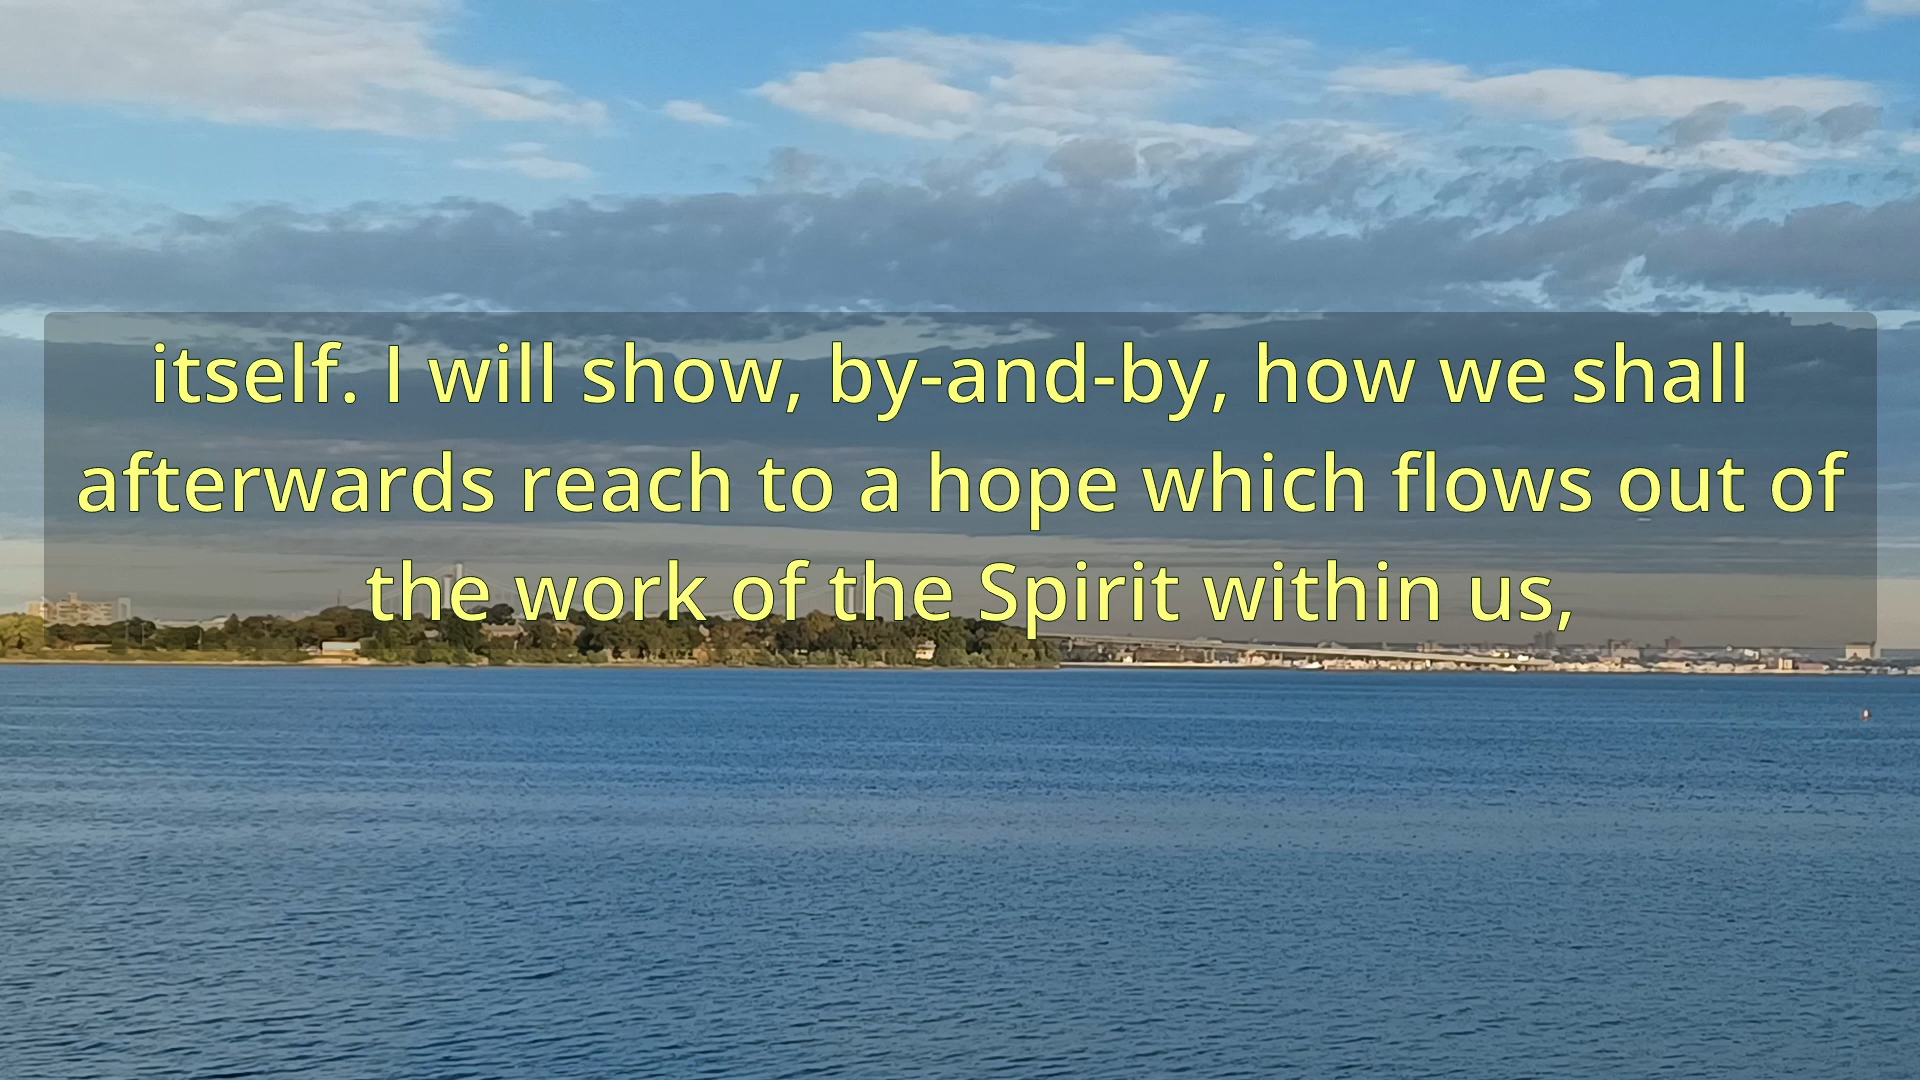 itself. I will show, by-and-by, how we shall
afterwards reach to a hope which flows out of
the work of the Spirit within us,